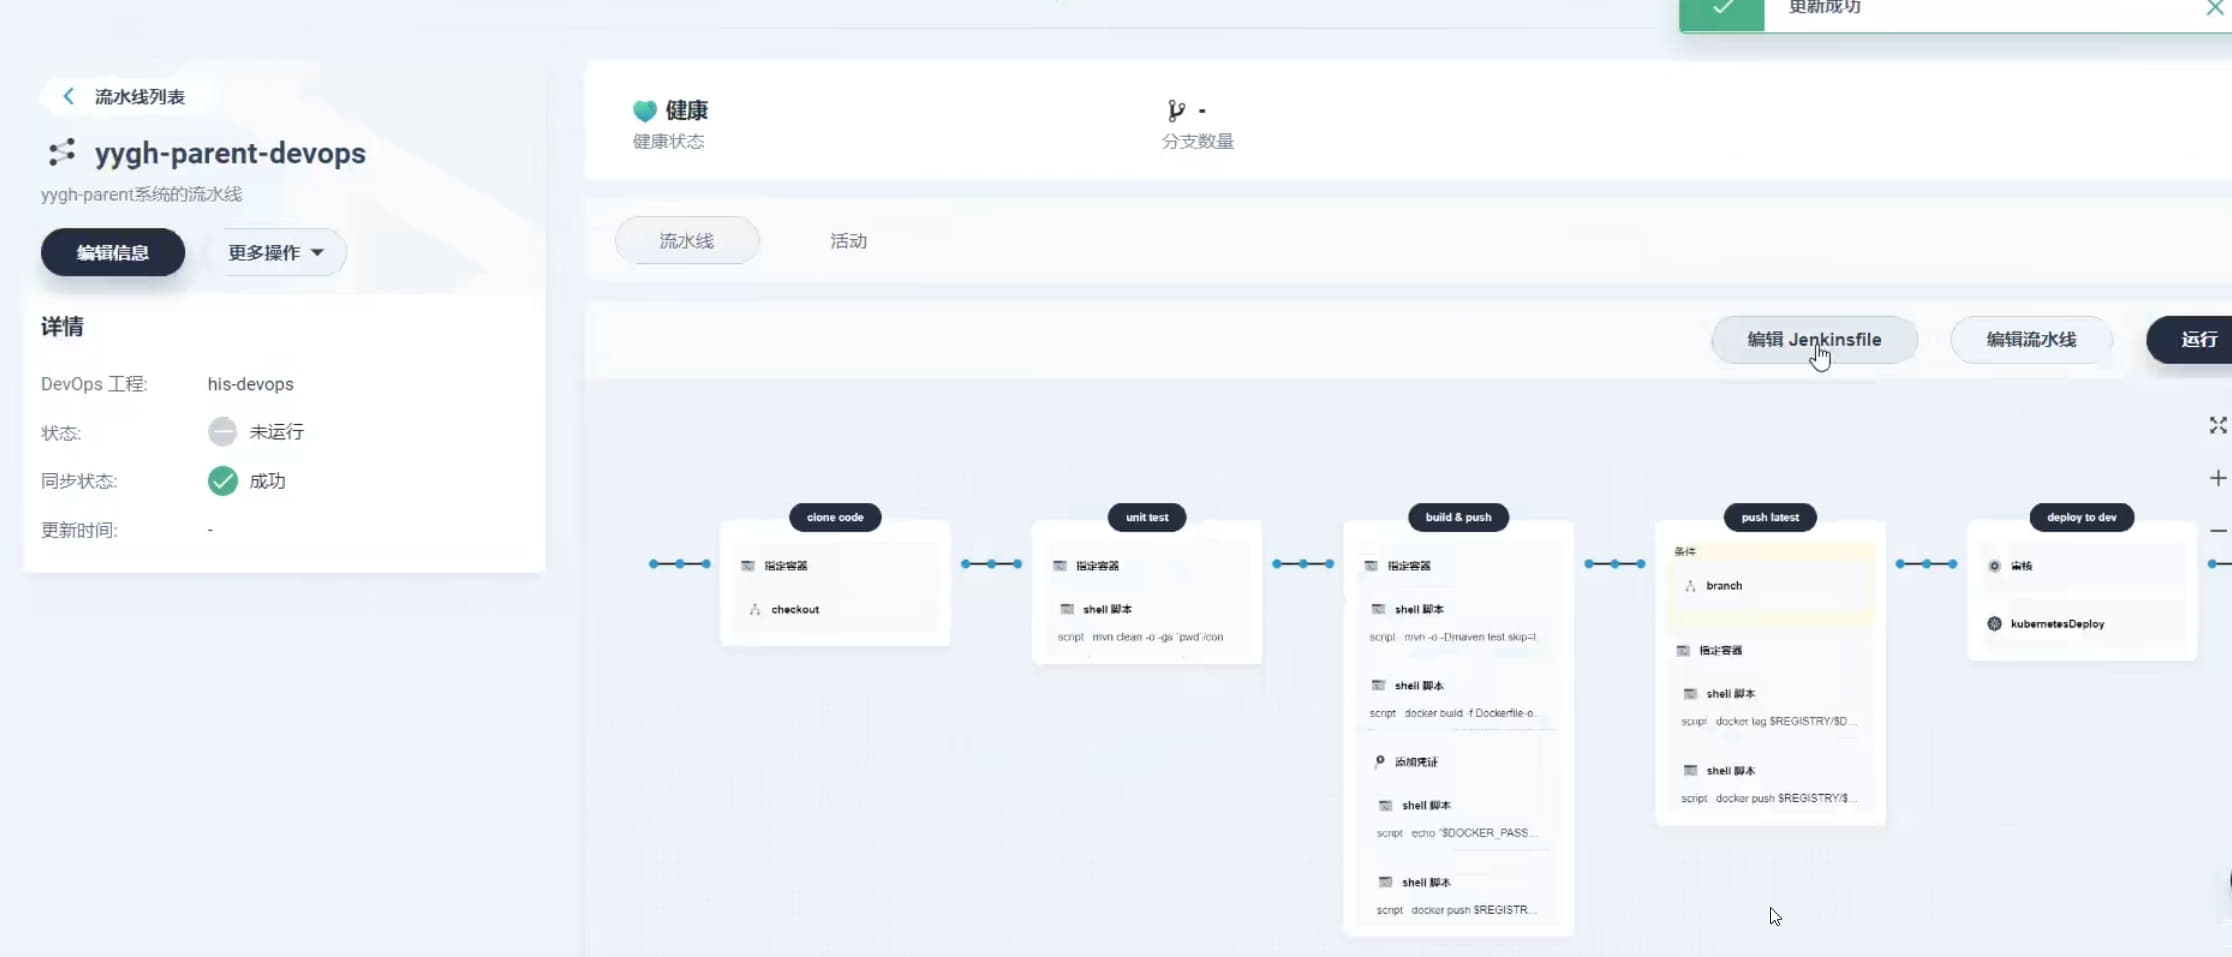 更新成功
流水线列表
yygh-parent-devops
yygh-parent系统的流水线
编辑信息
更多操作
详情
DevOps 工程:
his-devops
状态:
未运行
同步状态:
成功
更新时间:
-
健康
健康状态
-
分支数量
流水线
活动
编辑 Jenkinsfile
编辑流水线
运行
clone code
指定容器
checkout
unit test
指定容器
shell 脚本
script mvn clean -o -gs `pwd`/con
build & push
指定容器
shell 脚本
script mvn -o -Dmaven.test.skip=t
shell 脚本
script docker build -f Dockerfile-o..
添加凭证
shell 脚本
script echo "$DOCKER_PASS...
shell 脚本
script docker push $REGISTR...
push latest
条件
branch
指定容器
shell 脚本
script docker tag $REGISTRY/$D...
shell 脚本
script docker push $REGISTRY/$...
deploy to dev
审核
kubernetesDeploy